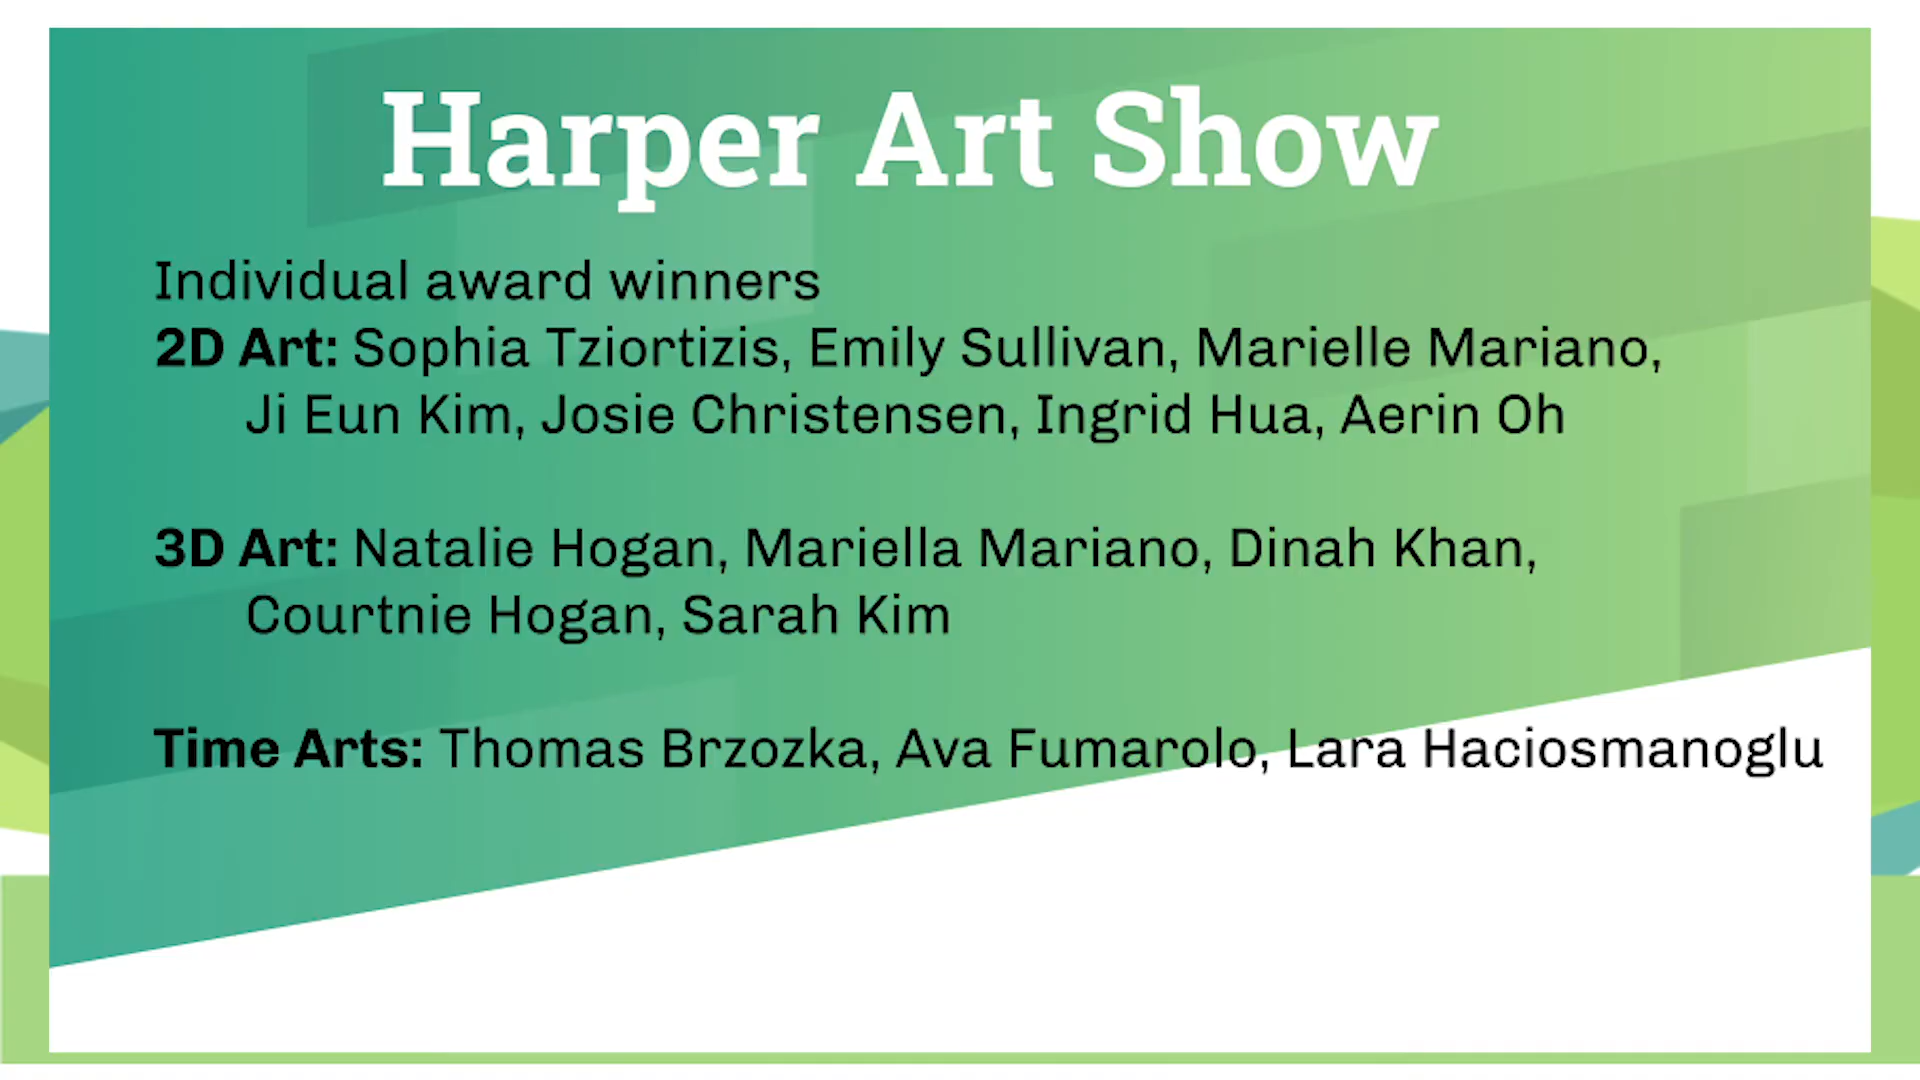 Harper Art Show
Individual award winners
2D Art: Sophia Tziortizis, Emily Sullivan, Marielle Mariano,
Ji Eun Kim, Josie Christensen, Ingrid Hua, Aerin Oh
3D Art: Natalie Hogan, Mariella Mariano, Dinah Khan,
Courtnie Hogan, Sarah Kim
Time Arts: Thomas Brzozka, Ava Fumarolo, Lara Haciosmanoglu